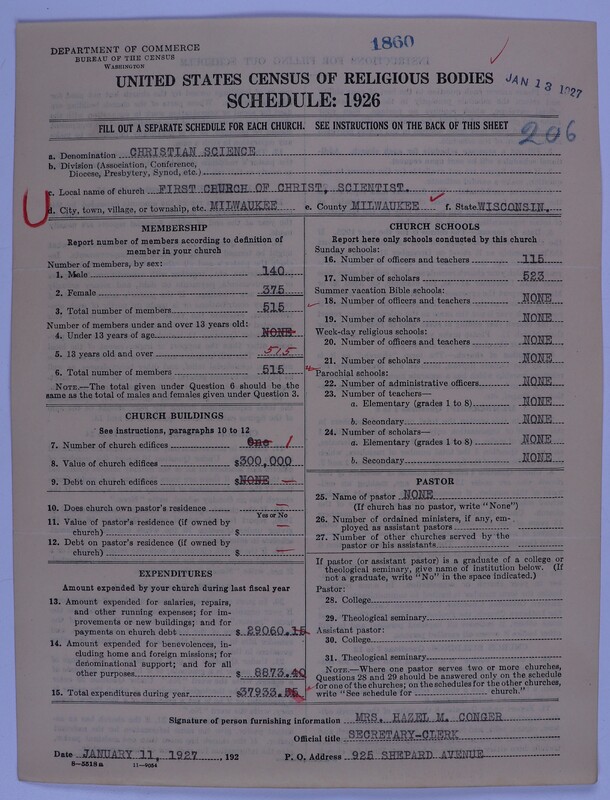 DEPARTMENT OF COMMERCE
BUREAU OF THE CENSUS
WASHINGTON
1860
JAN 13 1927
UNITED STATES CENSUS OF RELIGIOUS BODIES
SCHEDULE: 1926
FILL OUT A SEPARATE SCHEDULE FOR EACH CHURCH. SEE INSTRUCTIONS ON THE BACK OF THIS SHEET
206
a. Denomination CHRISTIAN SCIENCE
b. Division (Association, Conference,
Diocese, Presbytery, Synod, etc.)
c. Local name of church FIRST CHURCH OF CHRIST, SCIENTIST.
d. City, town, village, or township, etc. MILWAUKEE e. County MILWAUKEE f. State WISCONSIN.
MEMBERSHIP
Report number of members according to definition of
member in your church
Number of members, by sex:
1. Male 140
2. Female 375
3. Total number of members 515
Number of members under and over 13 years old:
4. Under 13 years of age NONE
5. 13 years old and over 515
6. Total number of members 515
NOTE.—The total given under Question 6 should be the
same as the total of males and females given under Question 3.
CHURCH BUILDINGS
See instructions, paragraphs 10 to 12
7. Number of church edifices One 1
8. Value of church edifices $300,000
9. Debt on church edifices $NONE —
10. Does church own pastor's residence —
Yes or No
11. Value of pastor's residence (if owned by
church) $ —
12. Debt on pastor's residence (if owned by
church) $ —
EXPENDITURES
Amount expended by your church during last fiscal year
13. Amount expended for salaries, repairs,
and other running expenses; for im-
provements or new buildings; and for
payments on church debt $ 29060.15
14. Amount expended for benevolences,
including home and foreign missions; for
denominational support; and for all
other purposes $ 8873.40
15. Total expenditures during year $37933.55
CHURCH SCHOOLS
Report here only schools conducted by this church
Sunday schools:
16. Number of officers and teachers 115
17. Number of scholars 523
Summer vacation Bible schools:
18. Number of officers and teachers NONE
19. Number of scholars NONE
Week-day religious schools:
20. Number of officers and teachers NONE
21. Number of scholars NONE
Parochial schools:
22. Number of administrative officers NONE
23. Number of teachers—
a. Elementary (grades 1 to 8) NONE
b. Secondary NONE
24. Number of scholars—
a. Elementary (grades 1 to 8) NONE
b. Secondary NONE
PASTOR
25. Name of pastor NONE
(If church has no pastor, write "None")
26. Number of ordained ministers, if any, em-
ployed as assistant pastors
27. Number of other churches served by the
pastor or his assistants
If pastor (or assistant pastor) is a graduate of a college or
theological seminary, give name of institution below. (If
not a graduate, write "No" in the space indicated.)
Pastor:
28. College
29. Theological seminary
Assistant pastor:
30. College
31. Theological seminary
NOTE.—Where one pastor serves two or more churches,
Questions 28 and 29 should be answered only on the schedule
for one of the churches; on the schedules for the other churches,
write "See schedule for church."
Signature of person furnishing information MRS. HAZEL M. CONGER
Official title SECRETARY-CLERK
Date JANUARY 11, 1927 , 192 P. O. Address 925 SHEPARD AVENUE
8—5518 a 11—9064